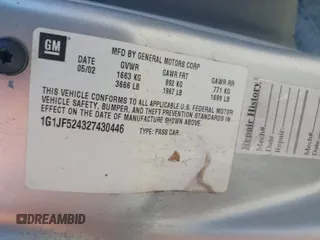 GM
MFD BY GENERAL MOTORS CORP
DATE GVWR GAWR FRT GAWR RR
05/02 1663 KG 892 KG 771 KG
3666 LB 1967 LB 1699 LB
THIS VEHICLE CONFORMS TO ALL APPLICABLE U.S. FEDERAL MOTOR
VEHICLE SAFETY, BUMPER, AND THEFT PREVENTION STANDARDS IN
EFFECT ON THE DATE OF MANUFACTURE SHOWN ABOVE.
1G1JF524327430446
TYPE: PASS CAR
Repair History
Date
Date
DREAMBID